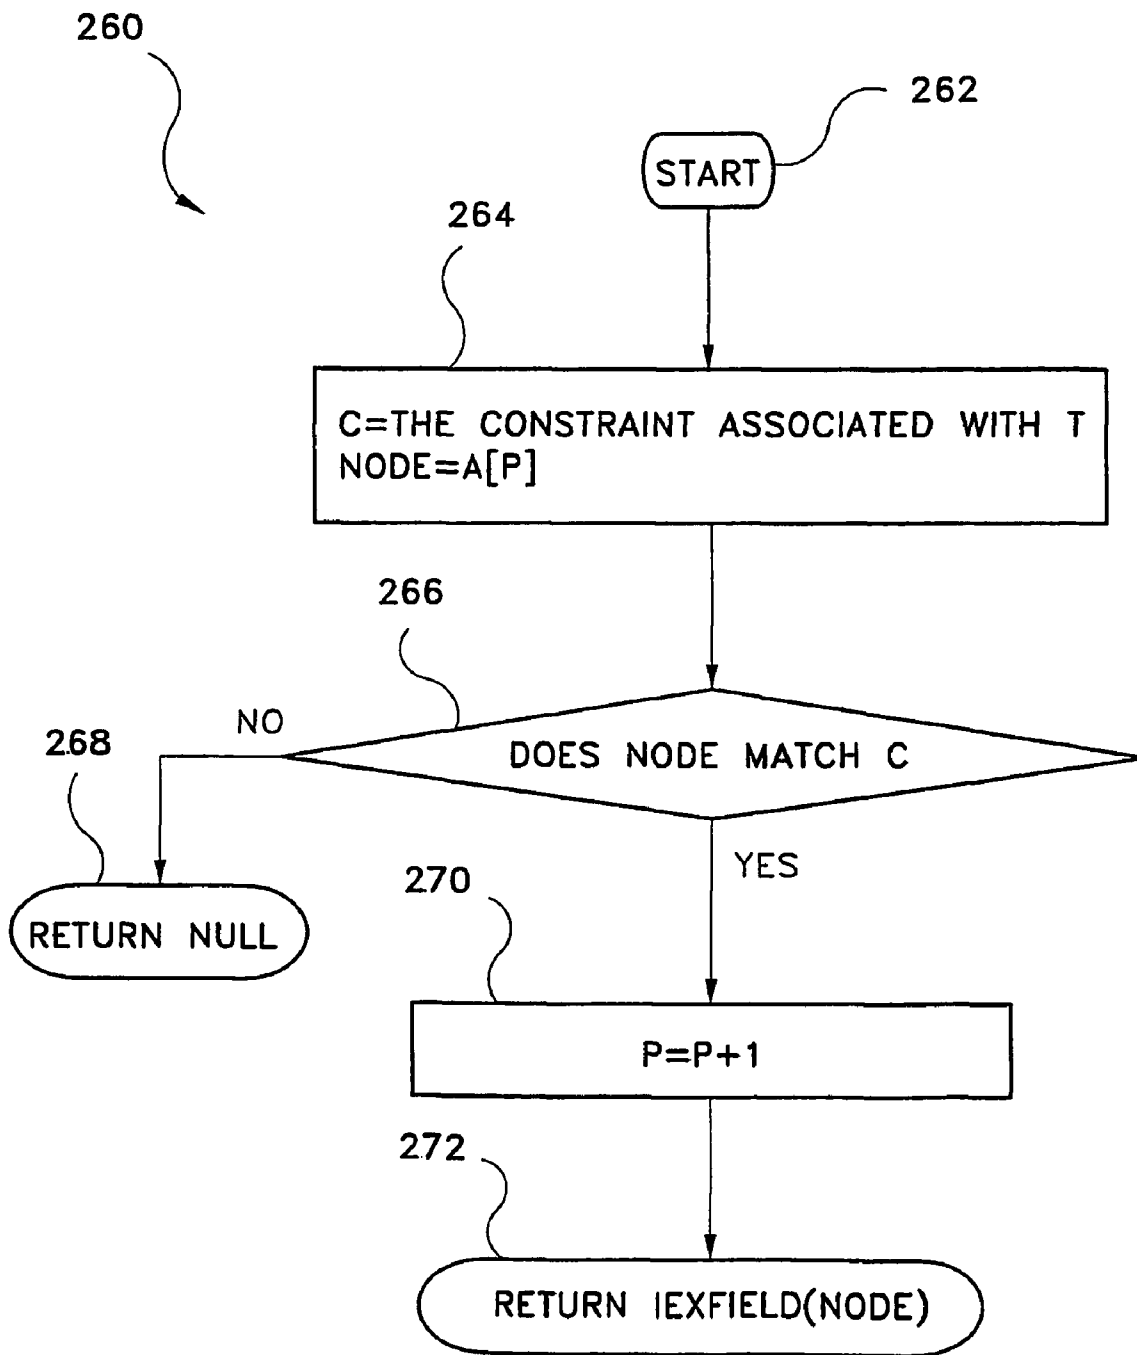 260
262
START
264
C=THE CONSTRAINT ASSOCIATED WITH T
NODE=A[P]
266
NO
268
DOES NODE MATCH C
YES
270
RETURN NULL
P=P+1
272
RETURN IEXFIELD(NODE)